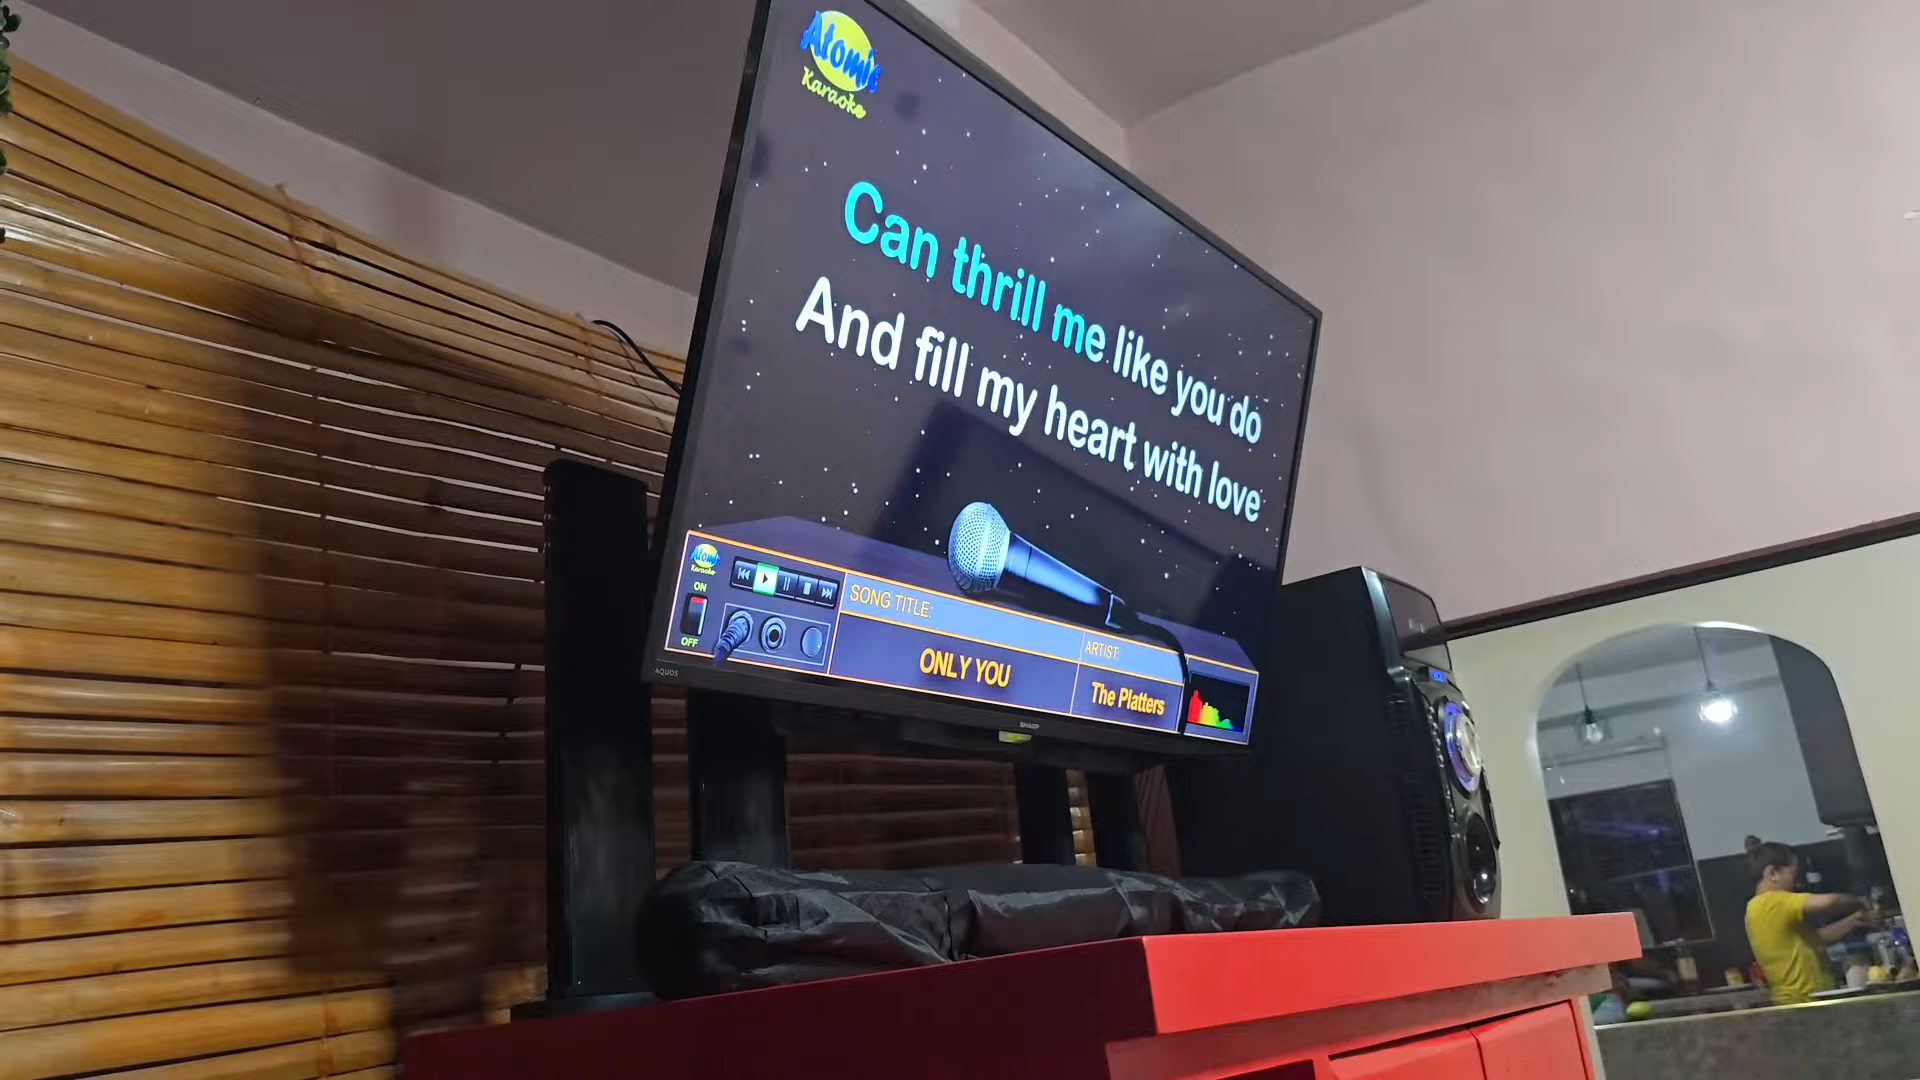 Atomic
Karaoke
Can thrill me like you do
And fill my heart with love
Atomic
Karaoke
ON
OFF
SONG TITLE:
ONLY YOU
ARTIST:
The Platters
AQUOS
SHARP